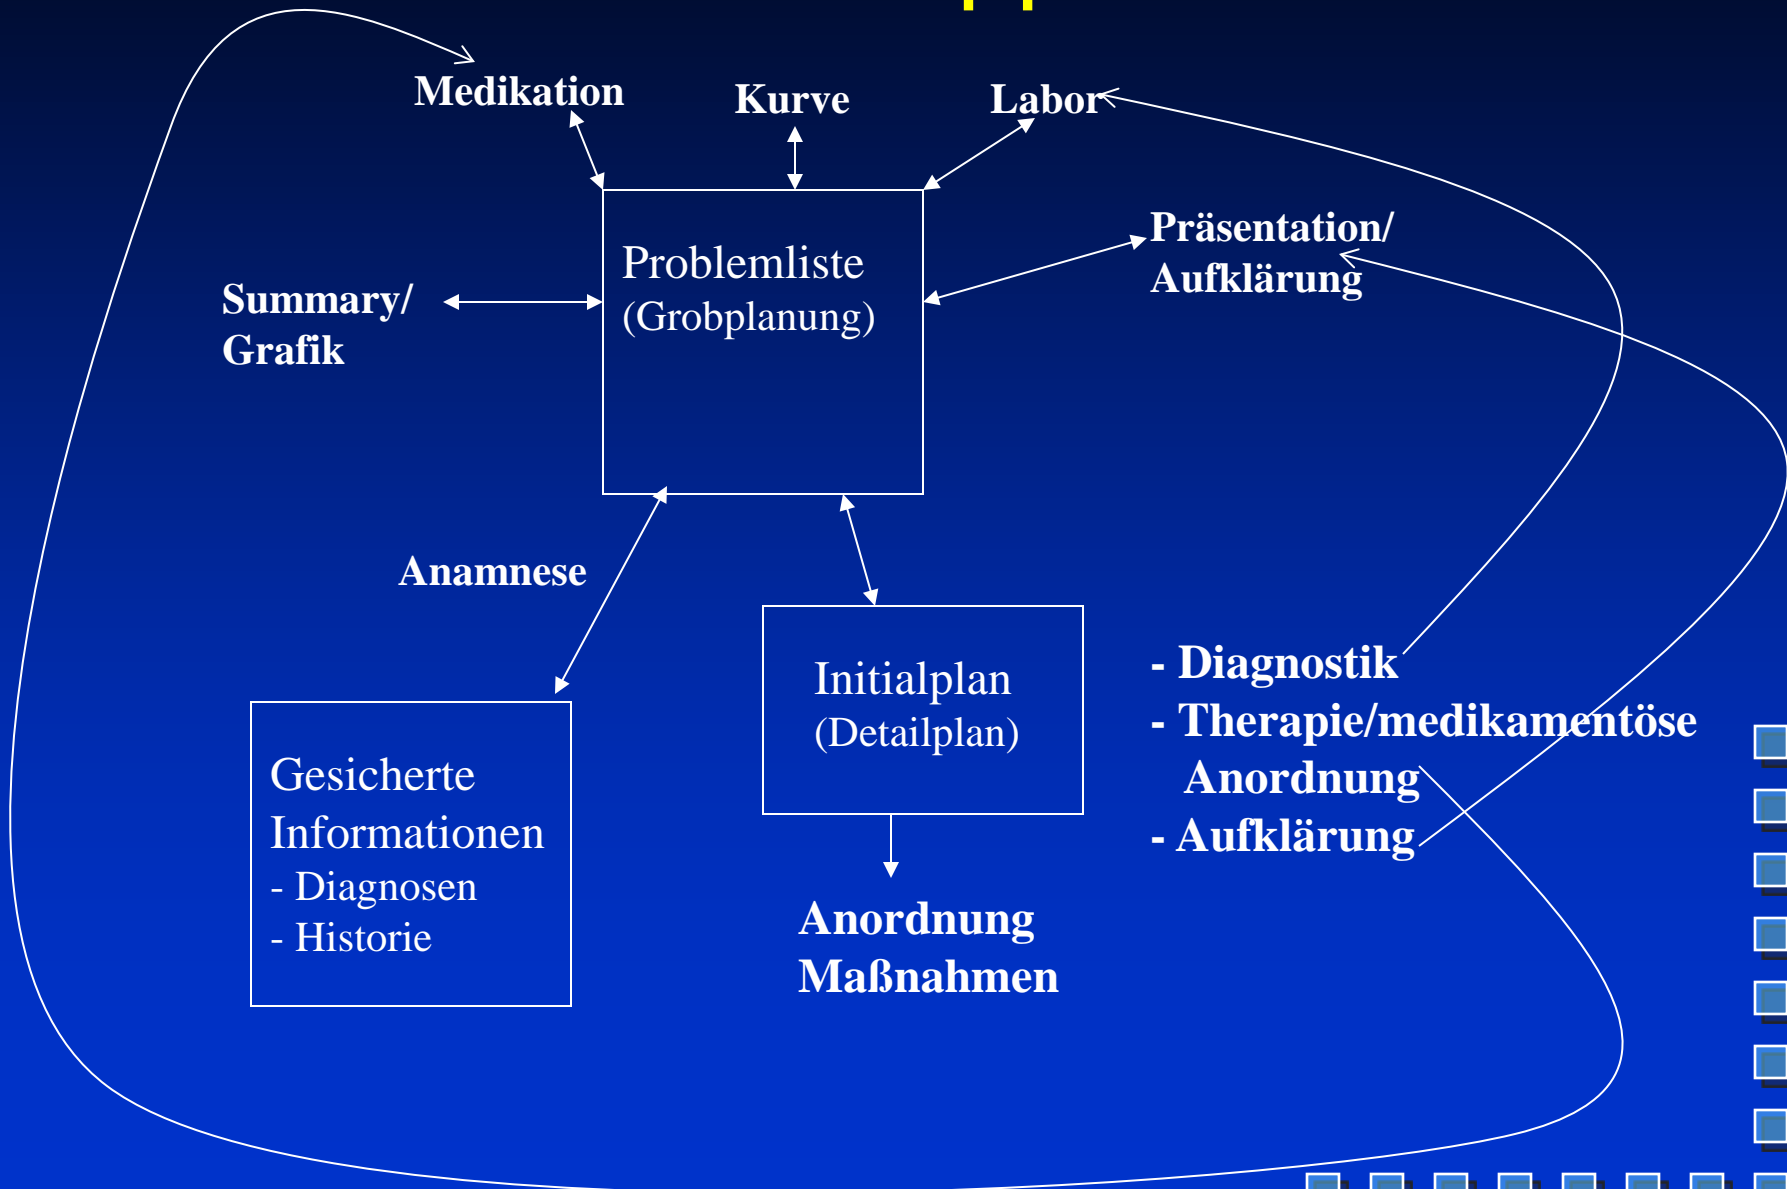 Medikation
Kurve
Labor
Präsentation/
Aufklärung
Problemliste
(Grobplanung)
Summary/
Grafik
Anamnese
Initialplan
(Detailplan)
- Diagnostik
- Therapie/medikamentöse
Anordnung
- Aufklärung
Gesicherte
Informationen
- Diagnosen
- Historie
Anordnung
Maßnahmen